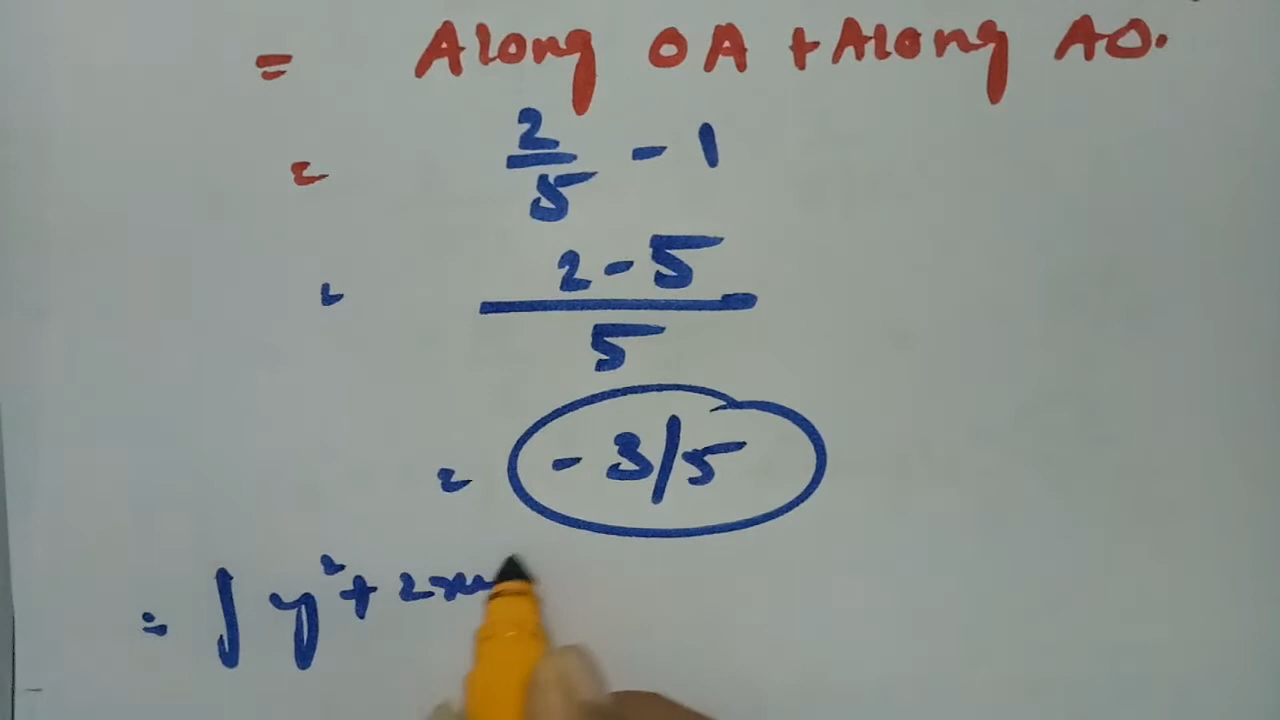 = Along OA + Along AO.
= 2/5 - 1
= 2-5/5
= -3/5
= ∫ y² + 2x